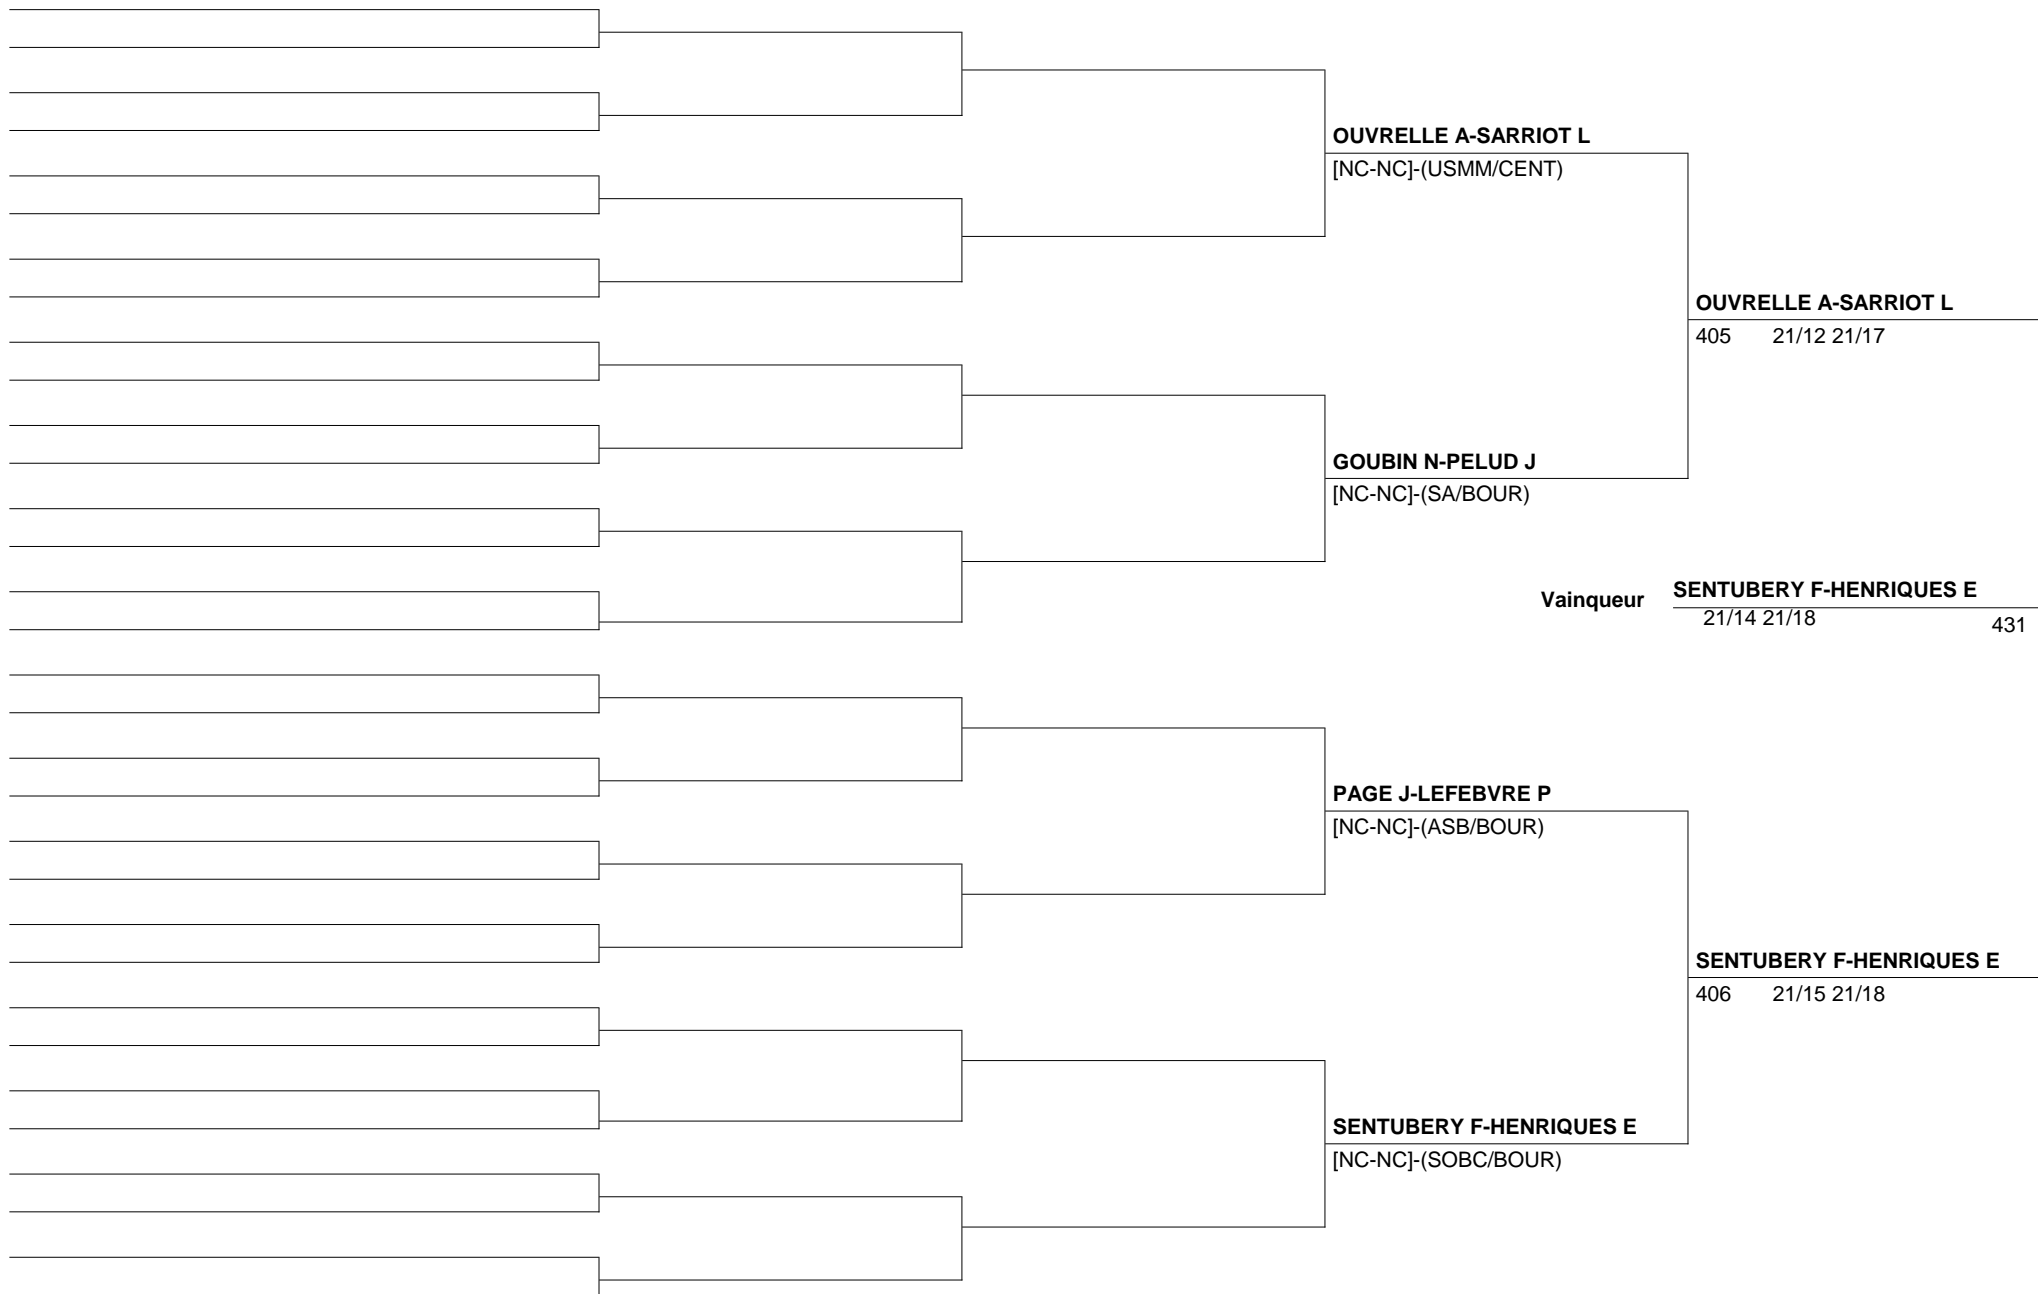 OUVRELLE A-SARRIOT L
[NC-NC]-(USMM/CENT)
OUVRELLE A-SARRIOT L
405 21/12 21/17
GOUBIN N-PELUD J
[NC-NC]-(SA/BOUR)
Vainqueur SENTUBERY F-HENRIQUES E
21/14 21/18 431
PAGE J-LEFEBVRE P
[NC-NC]-(ASB/BOUR)
SENTUBERY F-HENRIQUES E
406 21/15 21/18
SENTUBERY F-HENRIQUES E
[NC-NC]-(SOBC/BOUR)